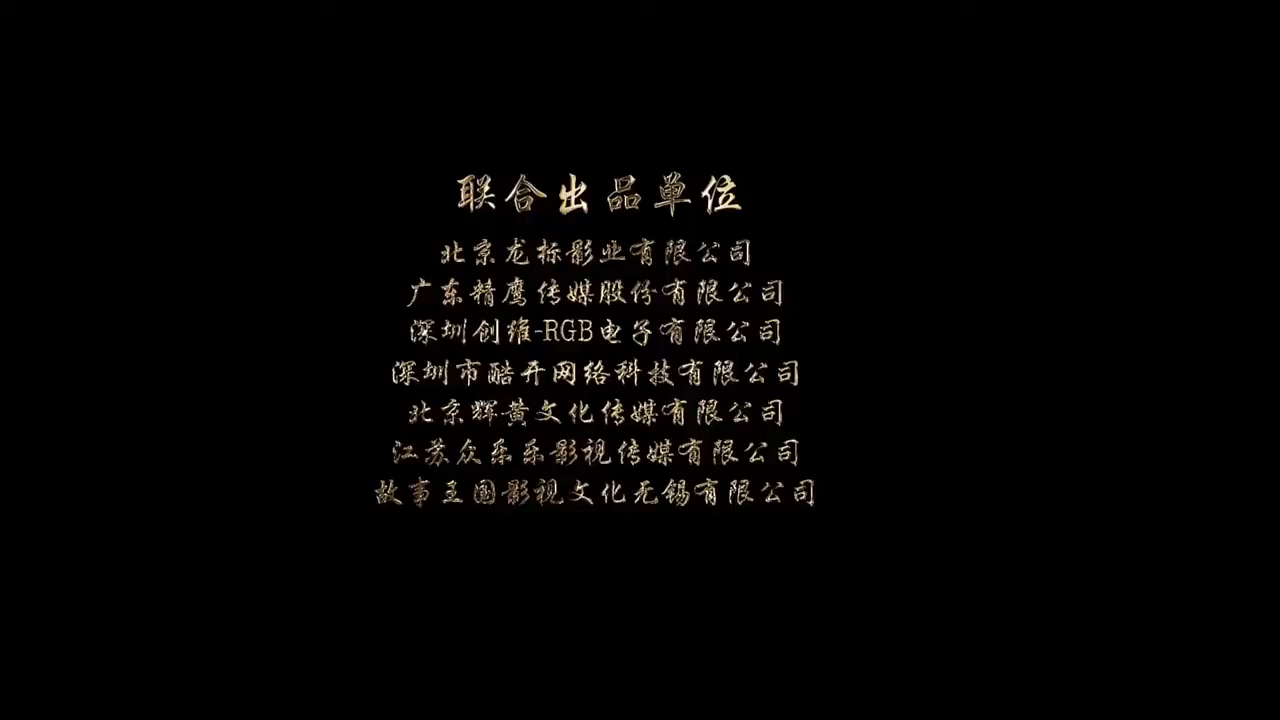 联合出品单位
北京龙标影业有限公司
广东精鹰传媒股份有限公司
深圳创维-RGB电子有限公司
深圳市酷开网络科技有限公司
北京辉黄文化传媒有限公司
江苏众乐乐影视传媒有限公司
故事王国影视文化无锡有限公司